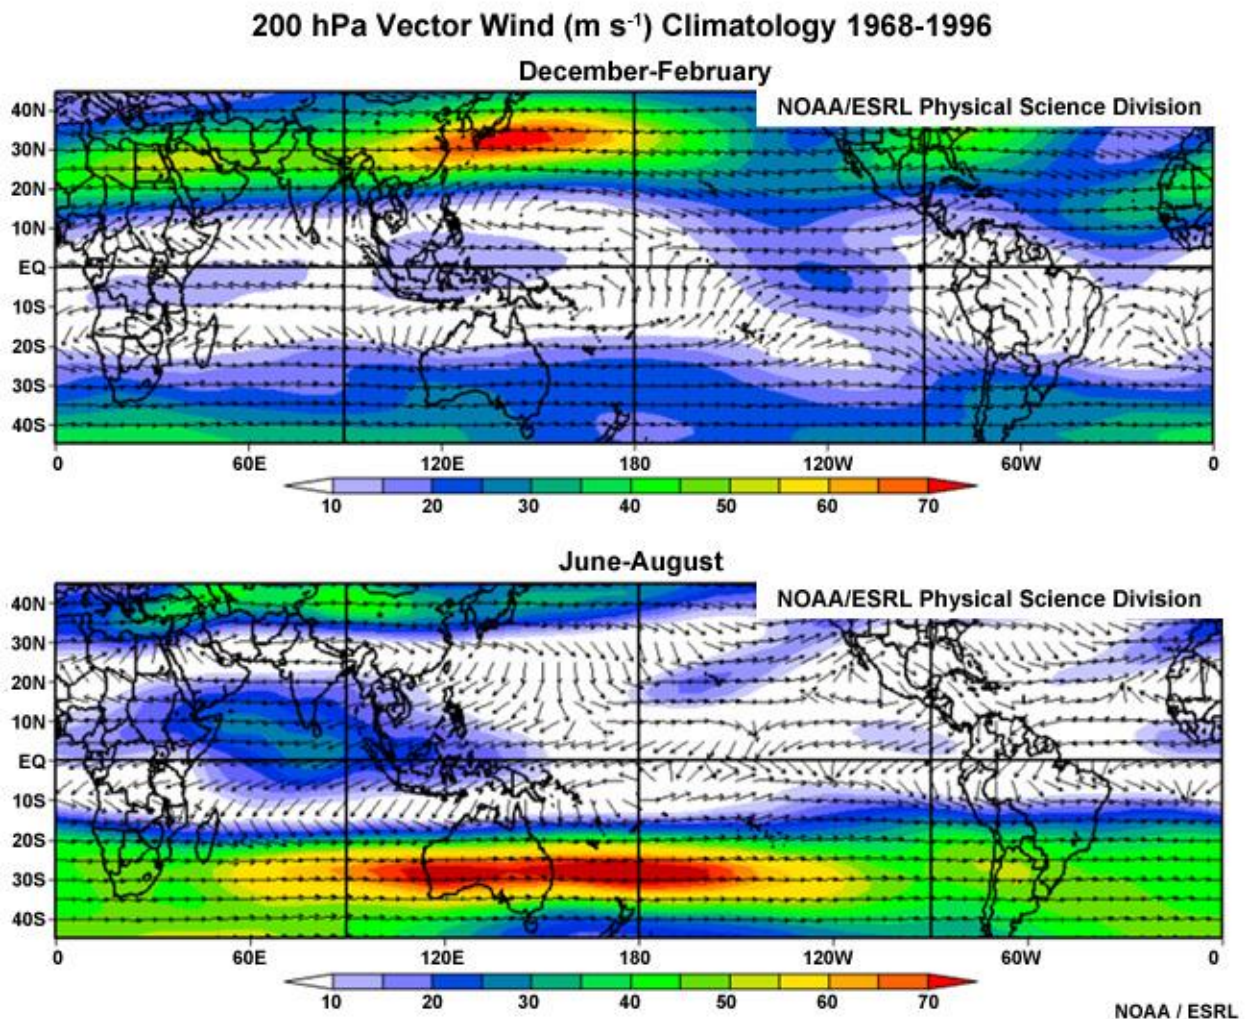 200 hPa Vector Wind (m s⁻¹) Climatology 1968-1996
December-February
NOAA/ESRL Physical Science Division
40N
30N
20N
10N
EQ
10S
20S
30S
40S
0 60E 120E 180 120W 60W 0
10 20 30 40 50 60 70
June-August
NOAA/ESRL Physical Science Division
40N
30N
20N
10N
EQ
10S
20S
30S
40S
0 60E 120E 180 120W 60W 0
10 20 30 40 50 60 70
NOAA / ESRL